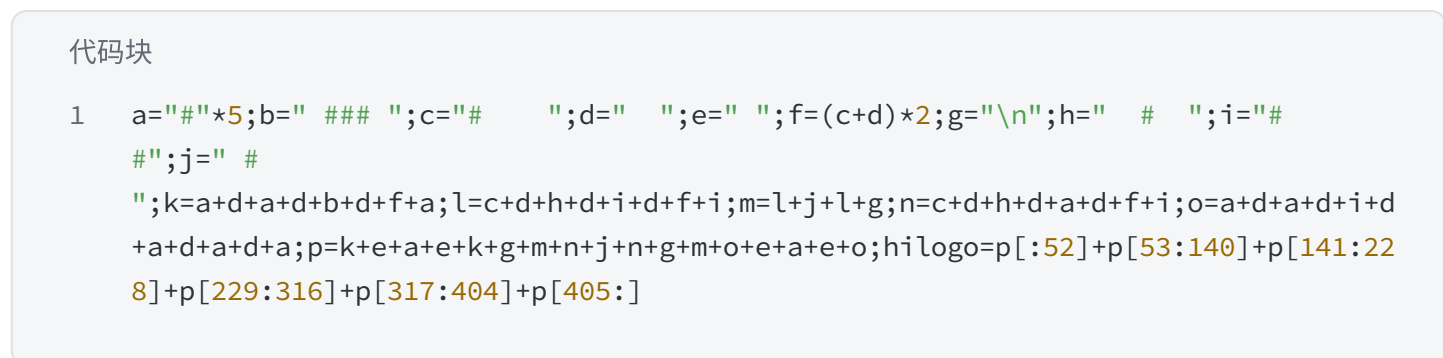 代码块
1 a="#"*5;b=" ### ";c="#    ";d="  ";e=" ";f=(c+d)*2;g="\n";h="  #  ";i="#
#";j=" #
";k=a+d+a+d+b+d+f+a;l=c+d+h+d+i+d+f+i;m=l+j+l+g;n=c+d+h+d+a+d+f+i;o=a+d+a+d+i+d
+a+d+a+d+a;p=k+e+a+e+k+g+m+n+j+n+g+m+o+e+a+e+o;hilogo=p[:52]+p[53:140]+p[141:22
8]+p[229:316]+p[317:404]+p[405:]